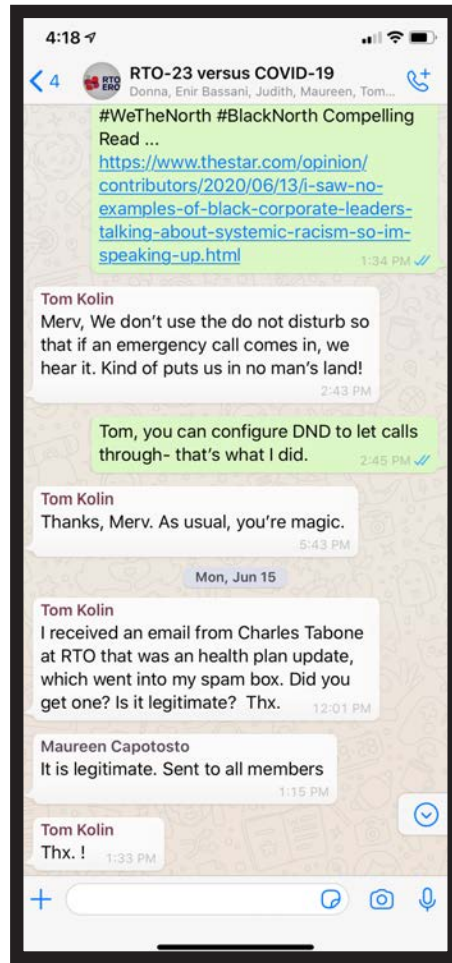 4:18
4
RTO
ERO
RTO-23 versus COVID-19
Donna, Enir Bassani, Judith, Maureen, Tom...
#WeTheNorth #BlackNorth Compelling
Read ...
https://www.thestar.com/opinion/
contributors/2020/06/13/i-saw-no-
examples-of-black-corporate-leaders-
talking-about-systemic-racism-so-im-
speaking-up.html
1:34 PM
Tom Kolin
Merv, We don't use the do not disturb so
that if an emergency call comes in, we
hear it. Kind of puts us in no man's land!
2:43 PM
Tom, you can configure DND to let calls
through- that's what I did.
2:45 PM
Tom Kolin
Thanks, Merv. As usual, you're magic.
5:43 PM
Mon, Jun 15
Tom Kolin
I received an email from Charles Tabone
at RTO that was an health plan update,
which went into my spam box. Did you
get one? Is it legitimate? Thx.
12:01 PM
Maureen Capotosto
It is legitimate. Sent to all members
1:15 PM
Tom Kolin
Thx. !
1:33 PM